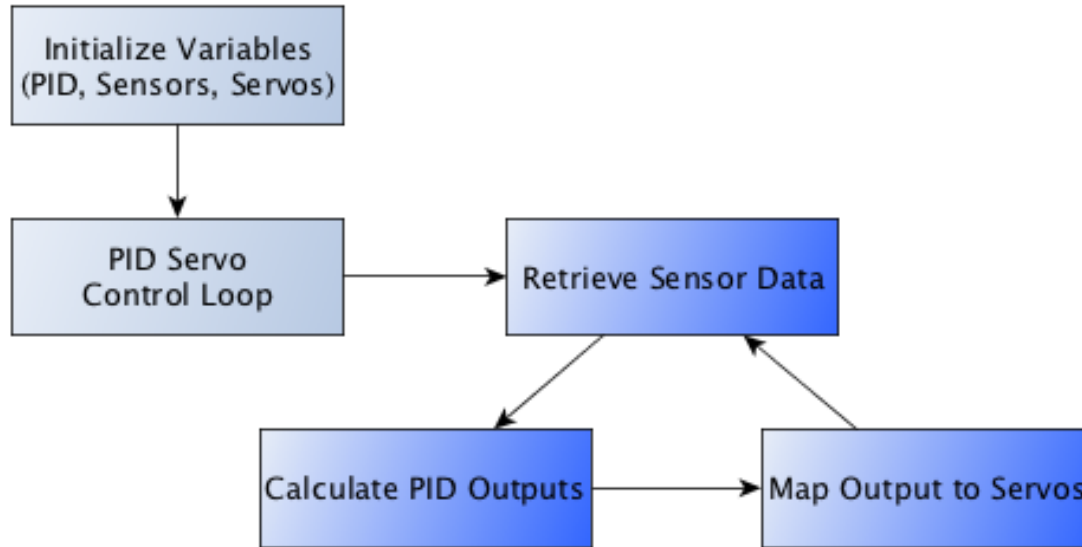 Initialize Variables
(PID, Sensors, Servos)
PID Servo
Control Loop
Retrieve Sensor Data
Calculate PID Outputs
Map Output to Servos